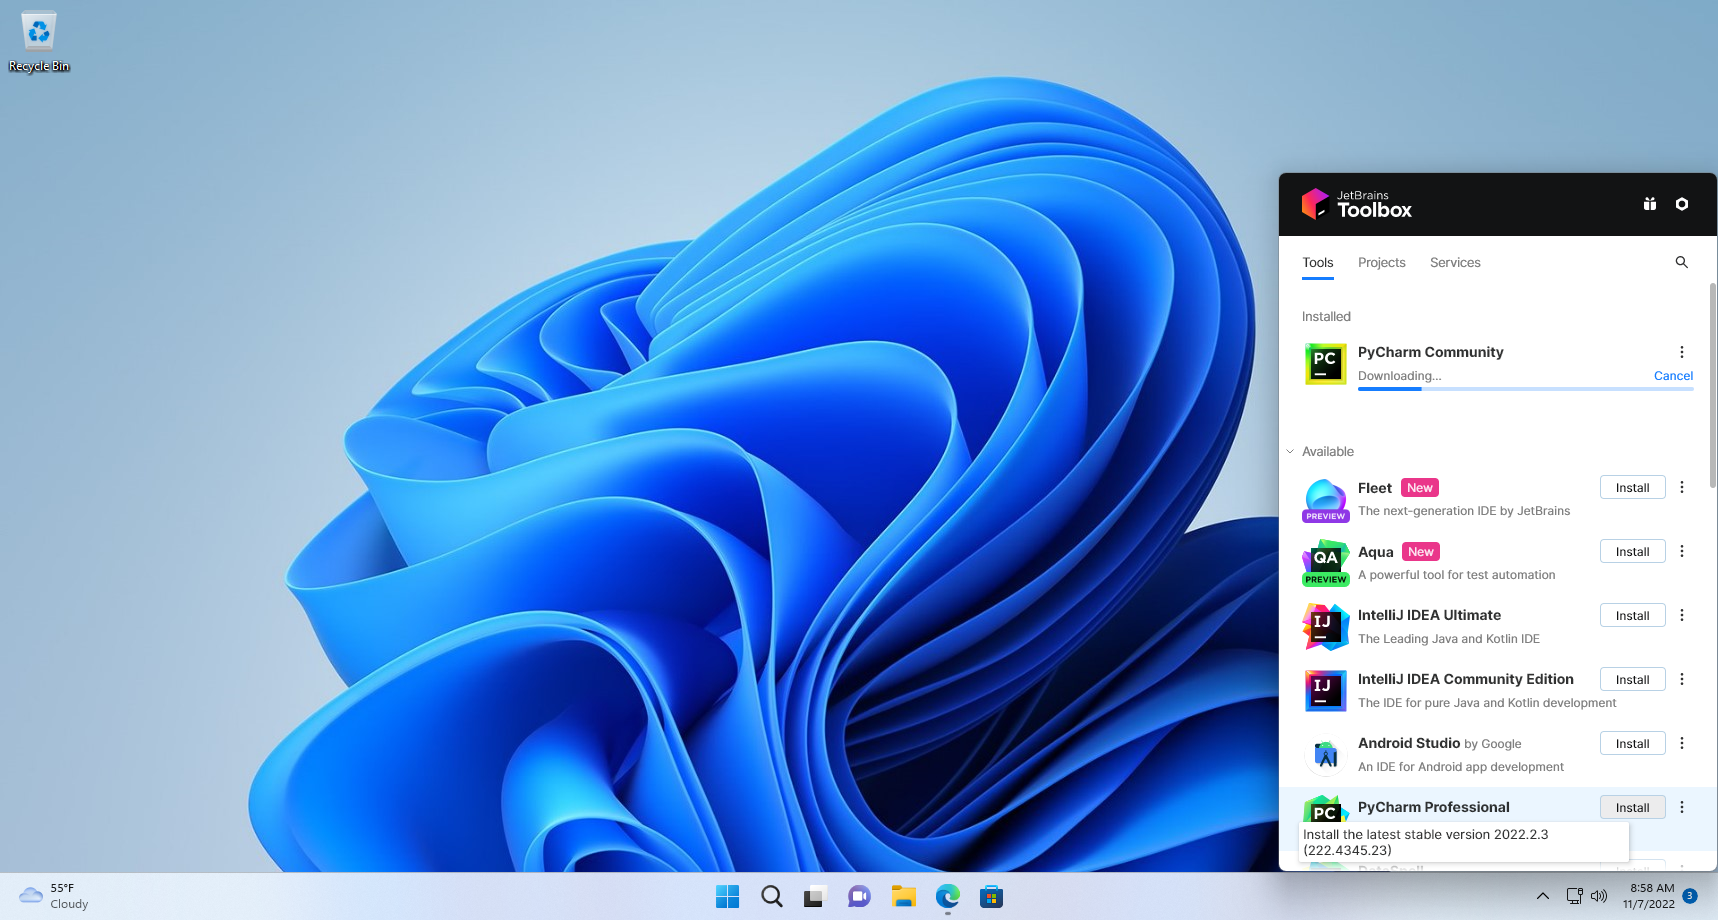 Recycle Bin
JetBrains
Toolbox
Tools Projects Services
Installed
PC
PyCharm Community
Downloading...
Cancel
Available
Fleet New
Install
The next-generation IDE by JetBrains
PREVIEW
Aqua New
Install
QA
A powerful tool for test automation
PREVIEW
IntelliJ IDEA Ultimate
Install
IJ
The Leading Java and Kotlin IDE
IntelliJ IDEA Community Edition
Install
IJ
The IDE for pure Java and Kotlin development
Android Studio by Google
Install
An IDE for Android app development
PyCharm Professional
Install
PC
Install the latest stable version 2022.2.3
(222.4345.23)
55°F
Cloudy
8:58 AM
11/7/2022
3